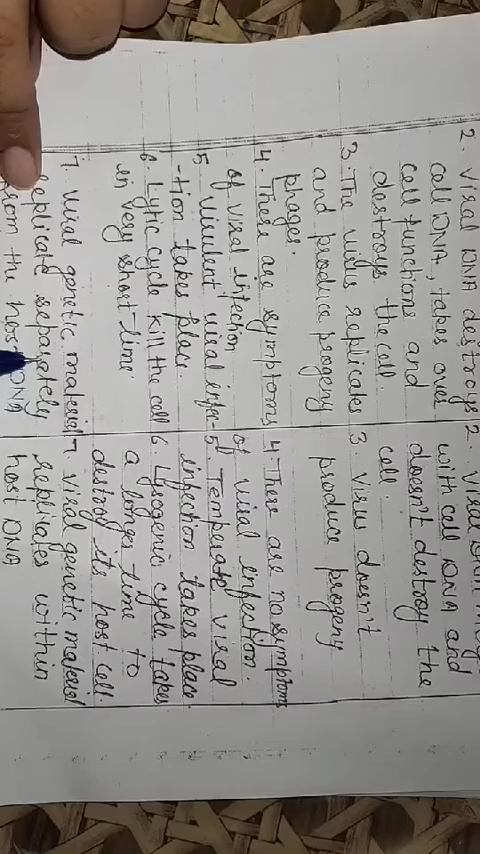 2. Viral DNA destroys
cell DNA, takes over
cell functions and
destroys the cell.
3. The virus replicates
and produce progeny
phages.
4. There are symptoms
of viral infection
5 Virulent viral infec-
-tion takes place.
6. Lytic cycle kill the cell
in very short-time.
7. Viral genetic material
replicate separately
from the host DNA
2. Viral DNA
with cell DNA and
doesn't destroy the
cell.
3. Virus doesn't
produce progeny
4. There are no symptoms
of viral infection.
5 Temperate viral
infection takes place.
6. Lysogenic cycle takes
a longer time to
destroy its host cell.
7. Viral genetic material
Replicates within
host DNA